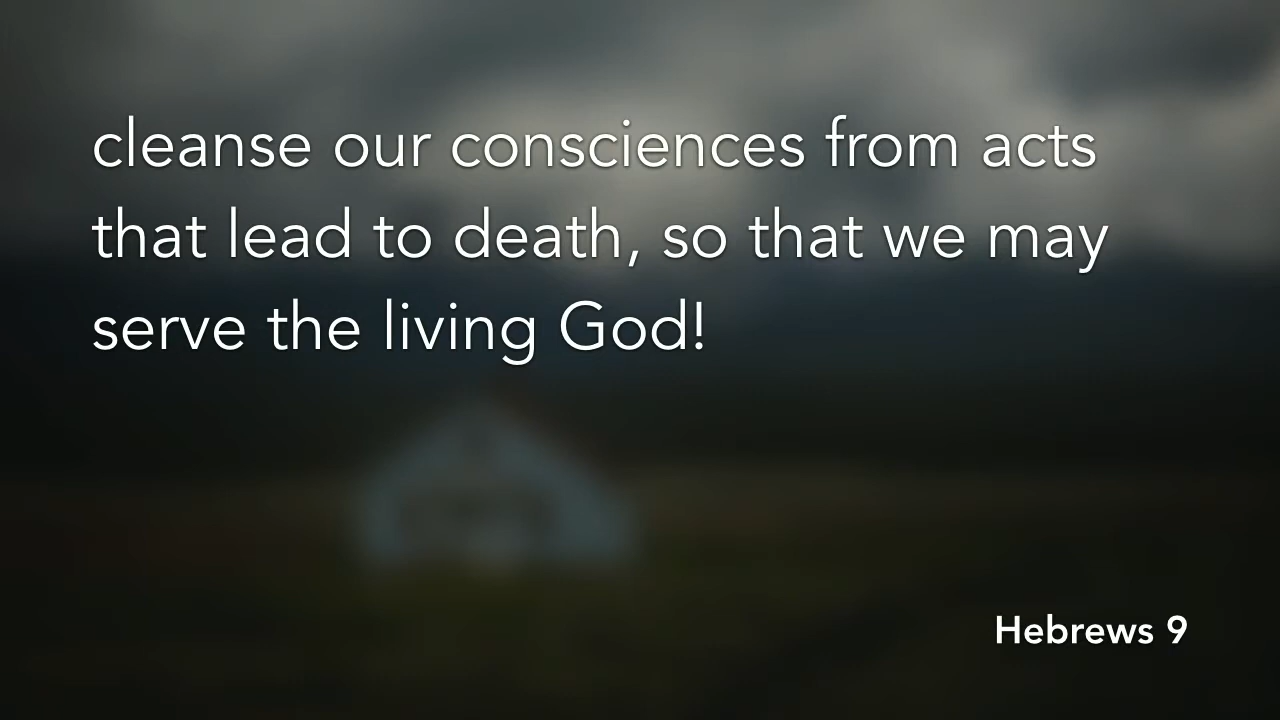 cleanse our consciences from acts
that lead to death, so that we may
serve the living God!
Hebrews 9